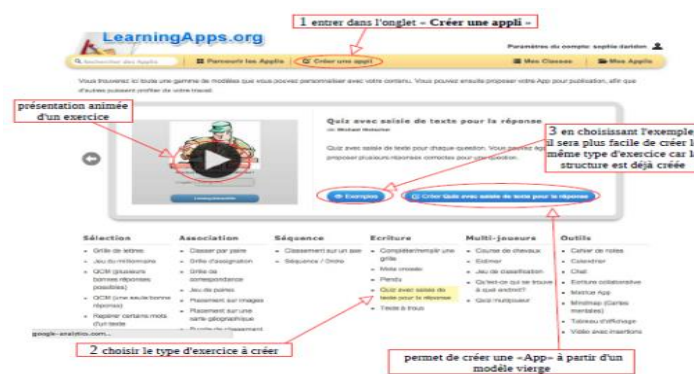 1 entrer dans l'onglet « Créer une appli »
LearningApps.org
Paramètres du compte: sophie daridon
Rechercher des Applis
Parcourir les Applis
Créer une appli
Mes Classes
Mes Applis
Vous trouverez ici toute une gamme de modèles que vous pouvez personnaliser avec votre contenu. Vous pouvez ensuite proposer votre App pour publication, afin que
d'autres puissent profiter de votre travail.
présentation animée
d'un exercice
Quiz avec saisie de texte pour la réponse
Quiz avec saisie de texte pour chaque question. Vous pouvez
proposer plusieurs réponses correctes pour une question.
3 en choisissant l'exemple
il sera plus facile de créer l
même type d'exercice car l
structure est déjà créée
Exemples
Créer Quiz avec saisie de texte pour la réponse
Sélection
Grille de lettres
Jeu du millionnaire
QCM (plusieurs
bonnes réponses
possibles)
QCM (une seule bonne
réponse)
Repérer certains mots
d'un texte
Association
Classer par paire
Grille d'assignation
Grille de
correspondance
Jeu de paires
Placement sur images
Placement sur une
carte géographique
Séquence
Classement sur un axe
Séquence / Ordre
Ecriture
Compléter/remplir une
grille
Mots croisés
Pendu
Quiz avec saisie de
texte pour la réponse
Texte à trous
Multi-joueurs
Course de chevaux
Estimer
Jeu de classification
Qu'est-ce qui se trouve
à quel endroit?
Quiz multijoueur
Outils
Cahier de notes
Calendrier
Chat
Ecriture collaborative
Matrice App
Mindmap (Cartes
mentales)
Tableau d'affichage
Vidéo avec insertions
google-analytics.com...
2 choisir le type d'exercice à créer
permet de créer une «App» à partir d'un
modèle vierge